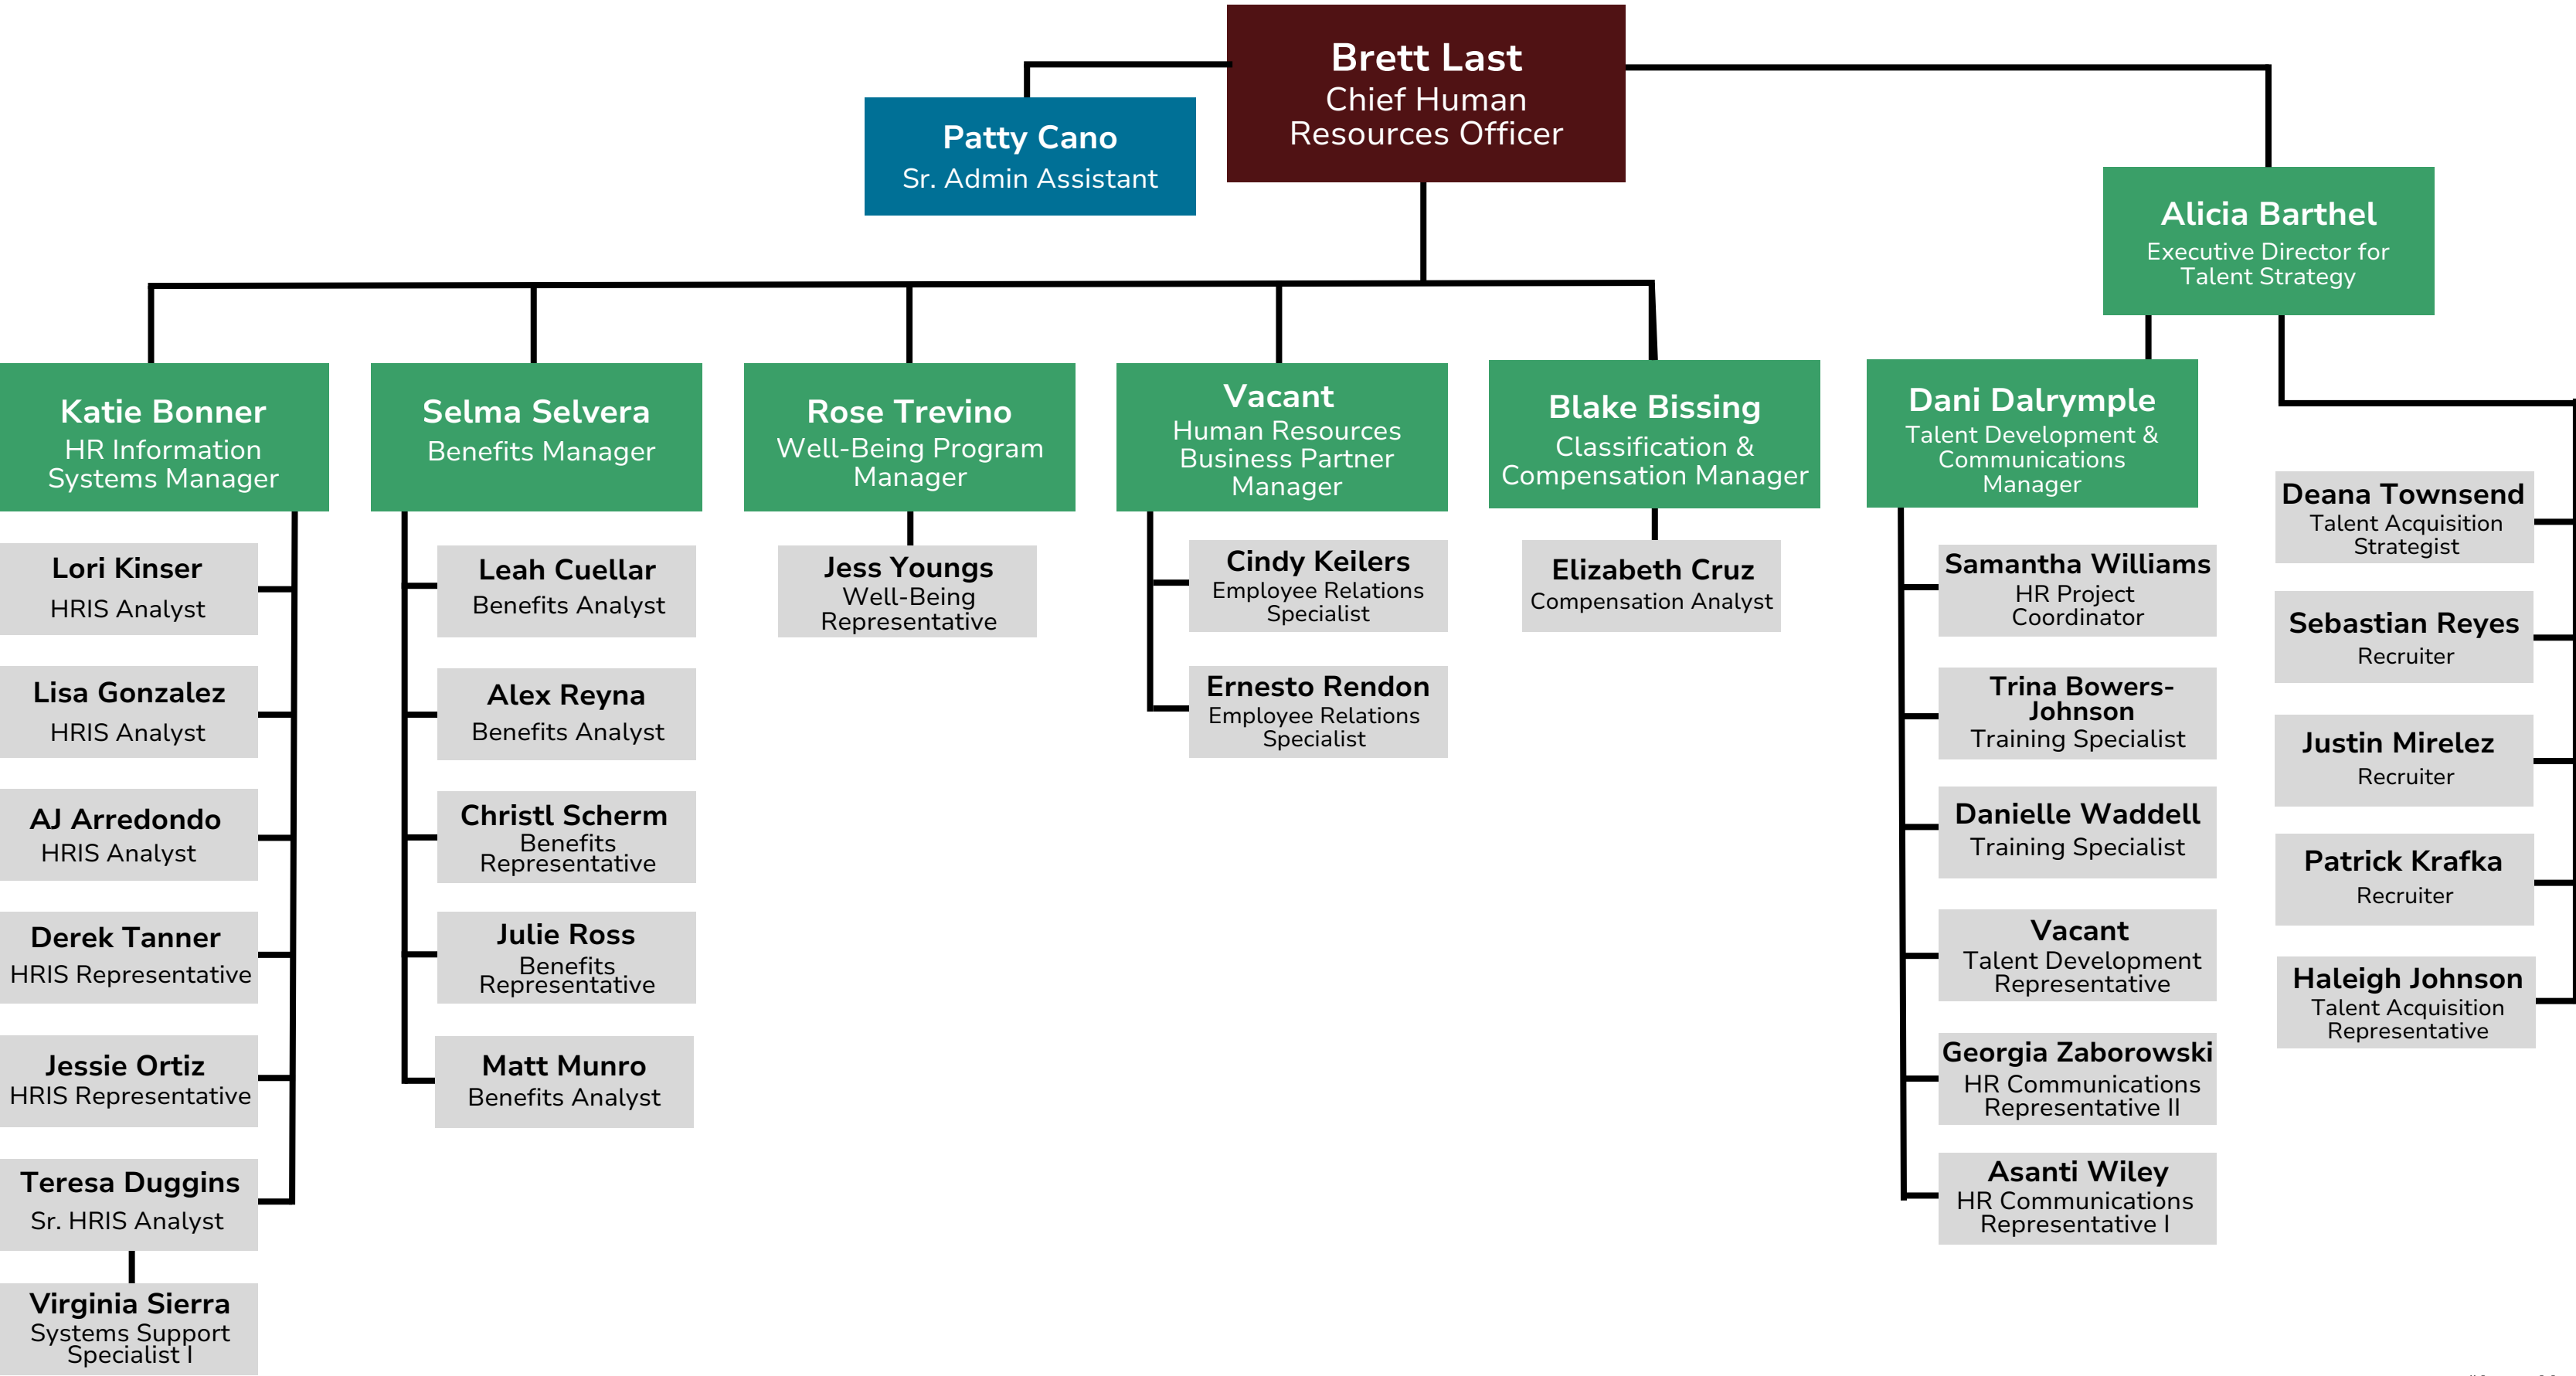 Brett Last
Chief Human
Resources Officer
Patty Cano
Sr. Admin Assistant
Alicia Barthel
Executive Director for
Talent Strategy
Katie Bonner
HR Information
Systems Manager
Lori Kinser
HRIS Analyst
Lisa Gonzalez
HRIS Analyst
AJ Arredondo
HRIS Analyst
Derek Tanner
HRIS Representative
Jessie Ortiz
HRIS Representative
Teresa Duggins
Sr. HRIS Analyst
Virginia Sierra
Systems Support
Specialist I
Selma Selvera
Benefits Manager
Leah Cuellar
Benefits Analyst
Alex Reyna
Benefits Analyst
Christl Scherm
Benefits
Representative
Julie Ross
Benefits
Representative
Matt Munro
Benefits Analyst
Rose Trevino
Well-Being Program
Manager
Jess Youngs
Well-Being
Representative
Vacant
Human Resources
Business Partner
Manager
Cindy Keilers
Employee Relations
Specialist
Ernesto Rendon
Employee Relations
Specialist
Blake Bissing
Classification &
Compensation Manager
Elizabeth Cruz
Compensation Analyst
Dani Dalrymple
Talent Development &
Communications
Manager
Samantha Williams
HR Project
Coordinator
Trina Bowers-
Johnson
Training Specialist
Danielle Waddell
Training Specialist
Vacant
Talent Development
Representative
Georgia Zaborowski
HR Communications
Representative II
Asanti Wiley
HR Communications
Representative I
Deana Townsend
Talent Acquisition
Strategist
Sebastian Reyes
Recruiter
Justin Mirelez
Recruiter
Patrick Krafka
Recruiter
Haleigh Johnson
Talent Acquisition
Representative